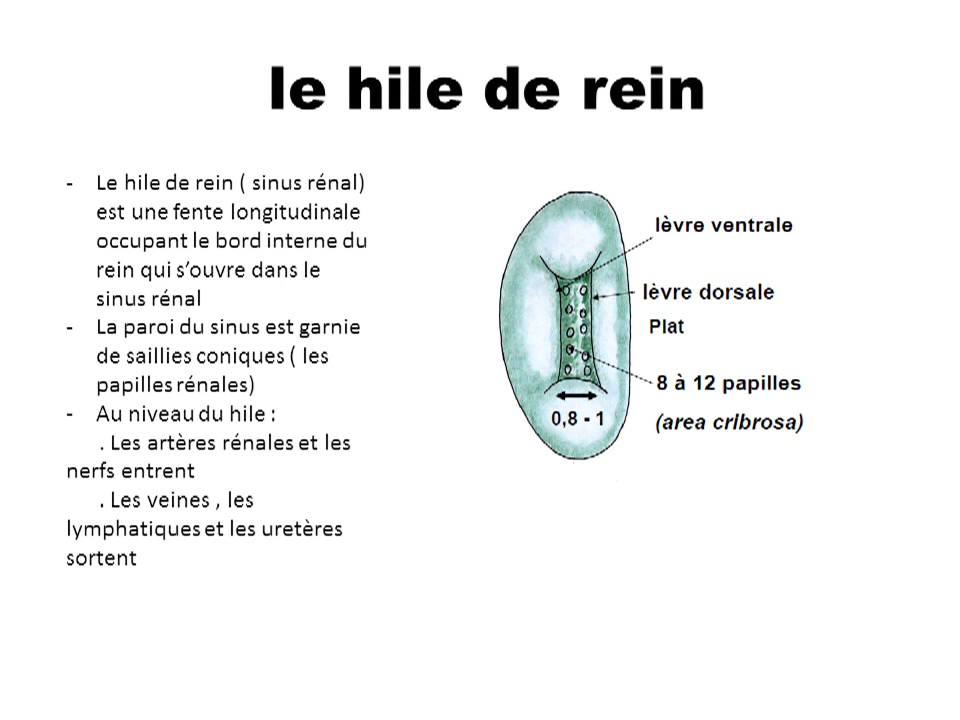 le hile de rein
- Le hile de rein ( sinus rénal)
est une fente longitudinale
occupant le bord interne du
rein qui s’ouvre dans le
sinus rénal
- La paroi du sinus est garnie
de saillies coniques ( les
papilles rénales)
- Au niveau du hile :
. Les artères rénales et les
nerfs entrent
. Les veines , les
lymphatiques et les uretères
sortent
lèvre ventrale
lèvre dorsale
Plat
8 à 12 papilles
(area cribrosa)
0,8 - 1